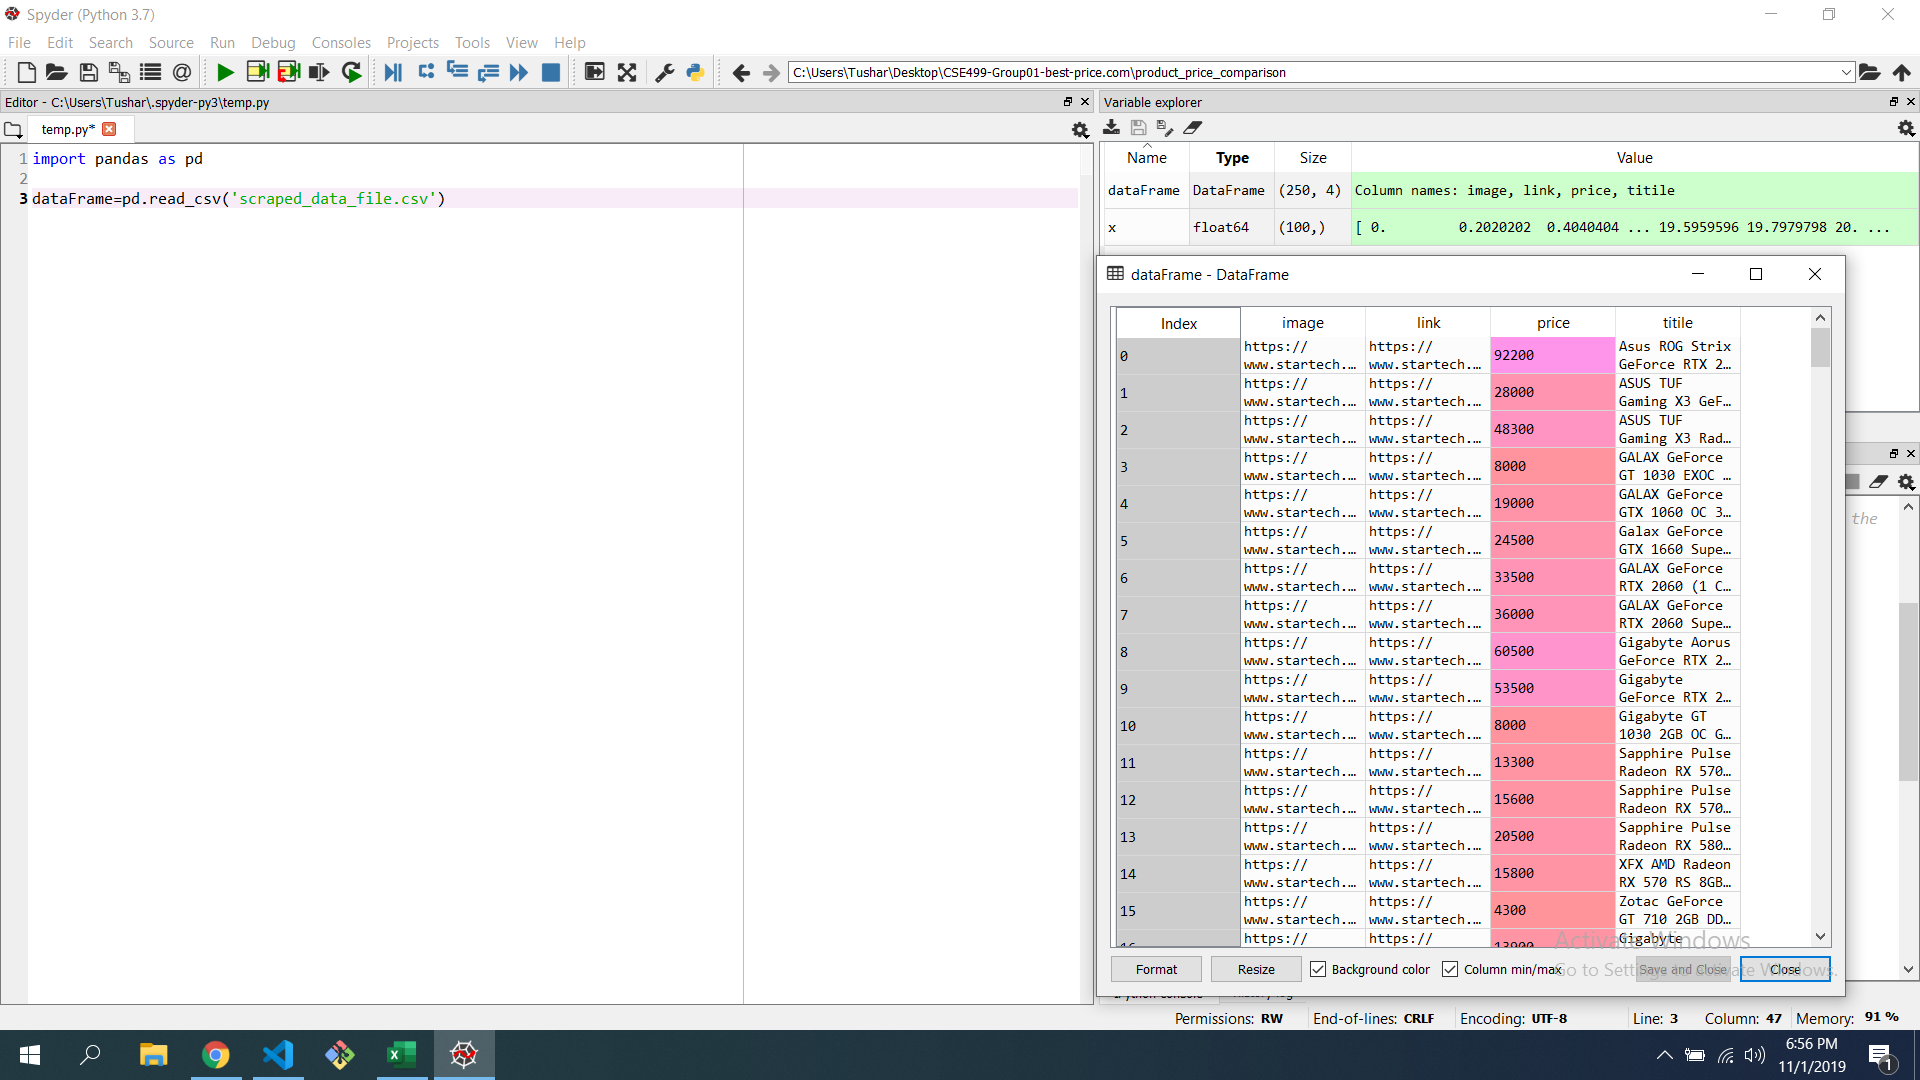 Spyder (Python 3.7)
File Edit Search Source Run Debug Consoles Projects Tools View Help
C:\Users\Tushar\Desktop\CSE499-Group01-best-price.com\product_price_comparison
Editor - C:\Users\Tushar\.spyder-py3\temp.py
temp.py*
1 import pandas as pd
2
3 dataFrame=pd.read_csv('scraped_data_file.csv')
Variable explorer
Name Type Size Value
dataFrame DataFrame (250, 4) Column names: image, link, price, titile
x float64 (100,) [ 0. 0.2020202 0.4040404 ... 19.5959596 19.7979798 20. ...
dataFrame - DataFrame
Index image link price titile
0 https:// www.startech.… https:// www.startech.… 92200 Asus ROG Strix GeForce RTX 2…
1 https:// www.startech.… https:// www.startech.… 28000 ASUS TUF Gaming X3 GeF…
2 https:// www.startech.… https:// www.startech.… 48300 ASUS TUF Gaming X3 Rad…
3 https:// www.startech.… https:// www.startech.… 8000 GALAX GeForce GT 1030 EXOC …
4 https:// www.startech.… https:// www.startech.… 19000 GALAX GeForce GTX 1060 OC 3…
5 https:// www.startech.… https:// www.startech.… 24500 Galax GeForce GTX 1660 Supe…
6 https:// www.startech.… https:// www.startech.… 33500 GALAX GeForce RTX 2060 (1 C…
7 https:// www.startech.… https:// www.startech.… 36000 GALAX GeForce RTX 2060 Supe…
8 https:// www.startech.… https:// www.startech.… 60500 Gigabyte Aorus GeForce RTX 2…
9 https:// www.startech.… https:// www.startech.… 53500 Gigabyte GeForce RTX 2…
10 https:// www.startech.… https:// www.startech.… 8000 Gigabyte GT 1030 2GB OC G…
11 https:// www.startech.… https:// www.startech.… 13300 Sapphire Pulse Radeon RX 570…
12 https:// www.startech.… https:// www.startech.… 15600 Sapphire Pulse Radeon RX 570…
13 https:// www.startech.… https:// www.startech.… 20500 Sapphire Pulse Radeon RX 580…
14 https:// www.startech.… https:// www.startech.… 15800 XFX AMD Radeon RX 570 RS 8GB…
15 https:// www.startech.… https:// www.startech.… 4300 Zotac GeForce GT 710 2GB DD…
16 https:// https:// 13900 Gigabyte
the
Format Resize Background color Column min/max Save and Close Close
Activate Windows
Go to Settings to activate Windows.
IPython console History log
Permissions: RW End-of-lines: CRLF Encoding: UTF-8 Line: 3 Column: 47 Memory: 91 %
6:56 PM
11/1/2019
1